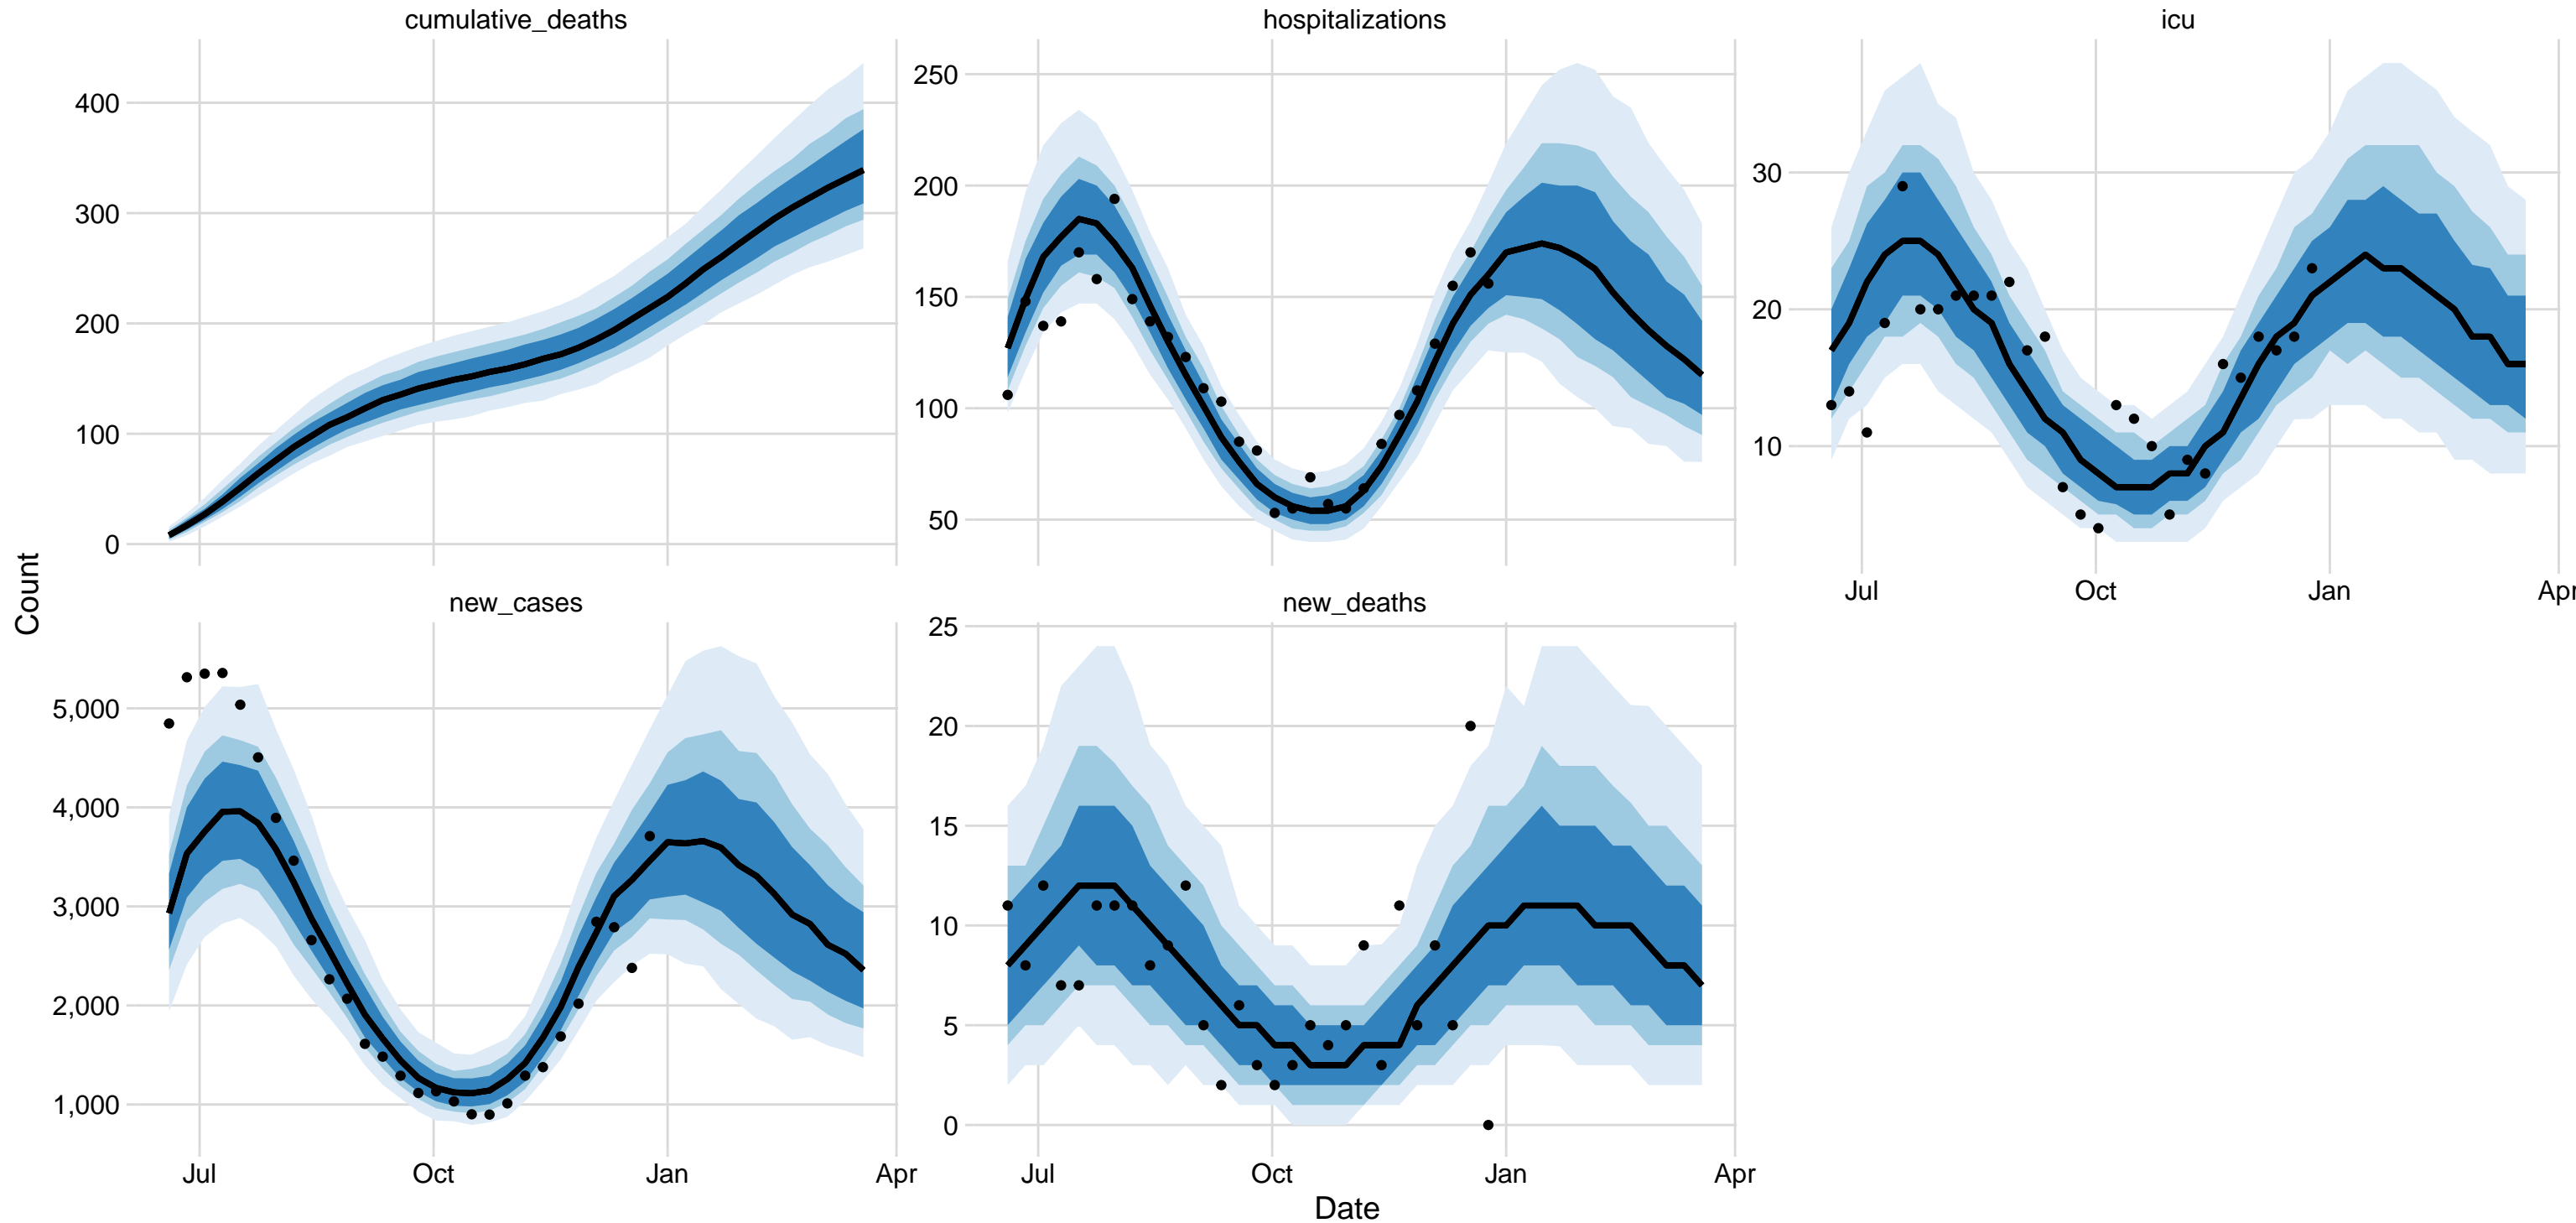 cumulative_deaths
hospitalizations
icu
400
300
200
100
0
250
200
150
100
50
30
20
10
Jul Oct Jan Apr
Count
new_cases
new_deaths
5,000
4,000
3,000
2,000
1,000
25
20
15
10
5
0
Jul Oct Jan Apr
Jul Oct Jan Apr
Date